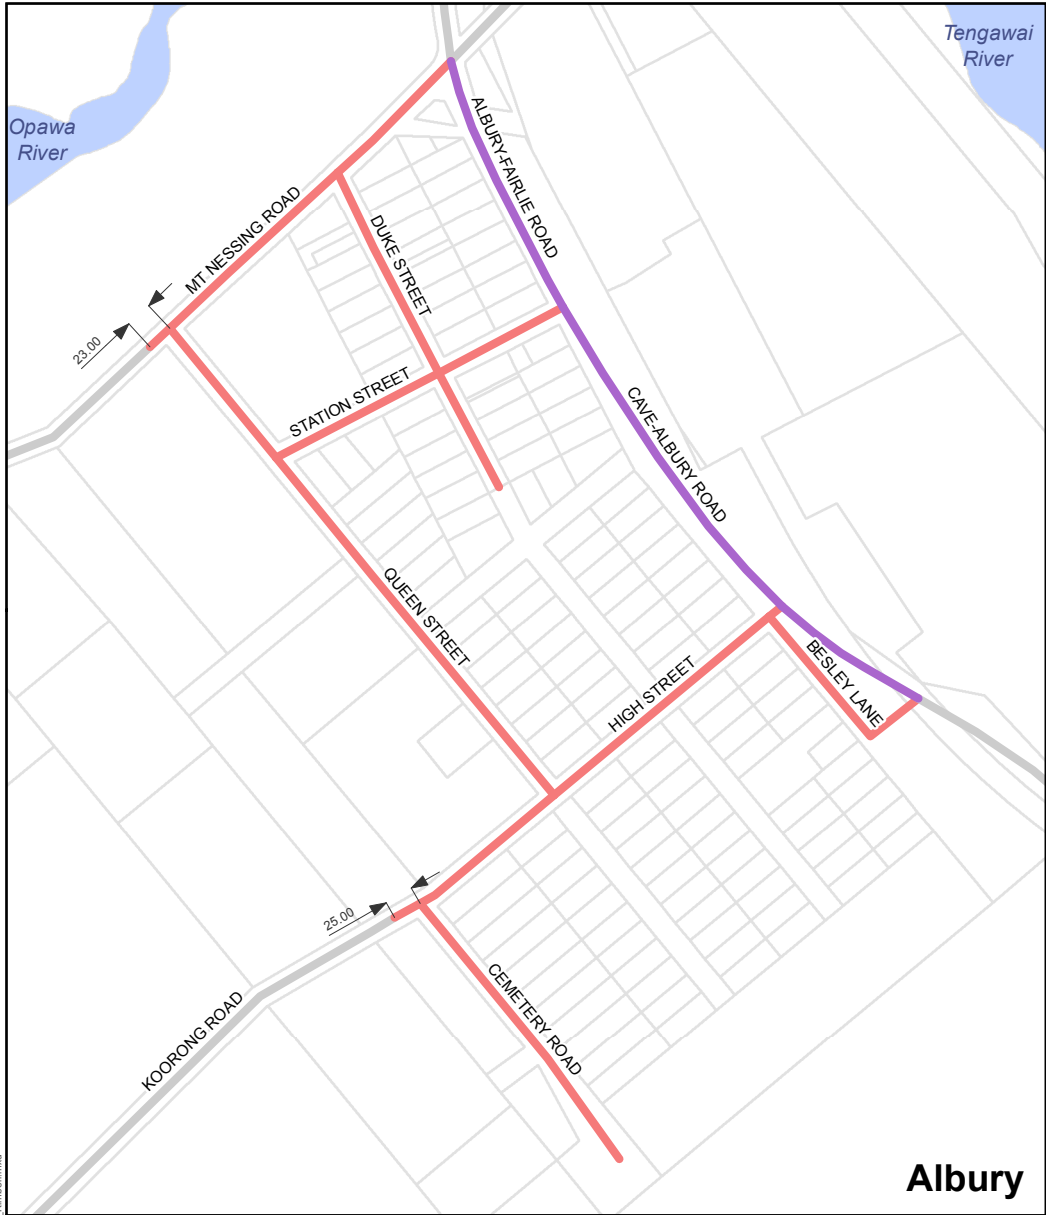 Tengawai
River
Opawa
River
ALBURY-FAIRLIE ROAD
MT NESSING ROAD
DUKE STREET
23.00
STATION STREET
CAVE-ALBURY ROAD
QUEEN STREET
BESLEY LANE
HIGH STREET
25.00
CEMETERY ROAD
KOORONG ROAD
Albury